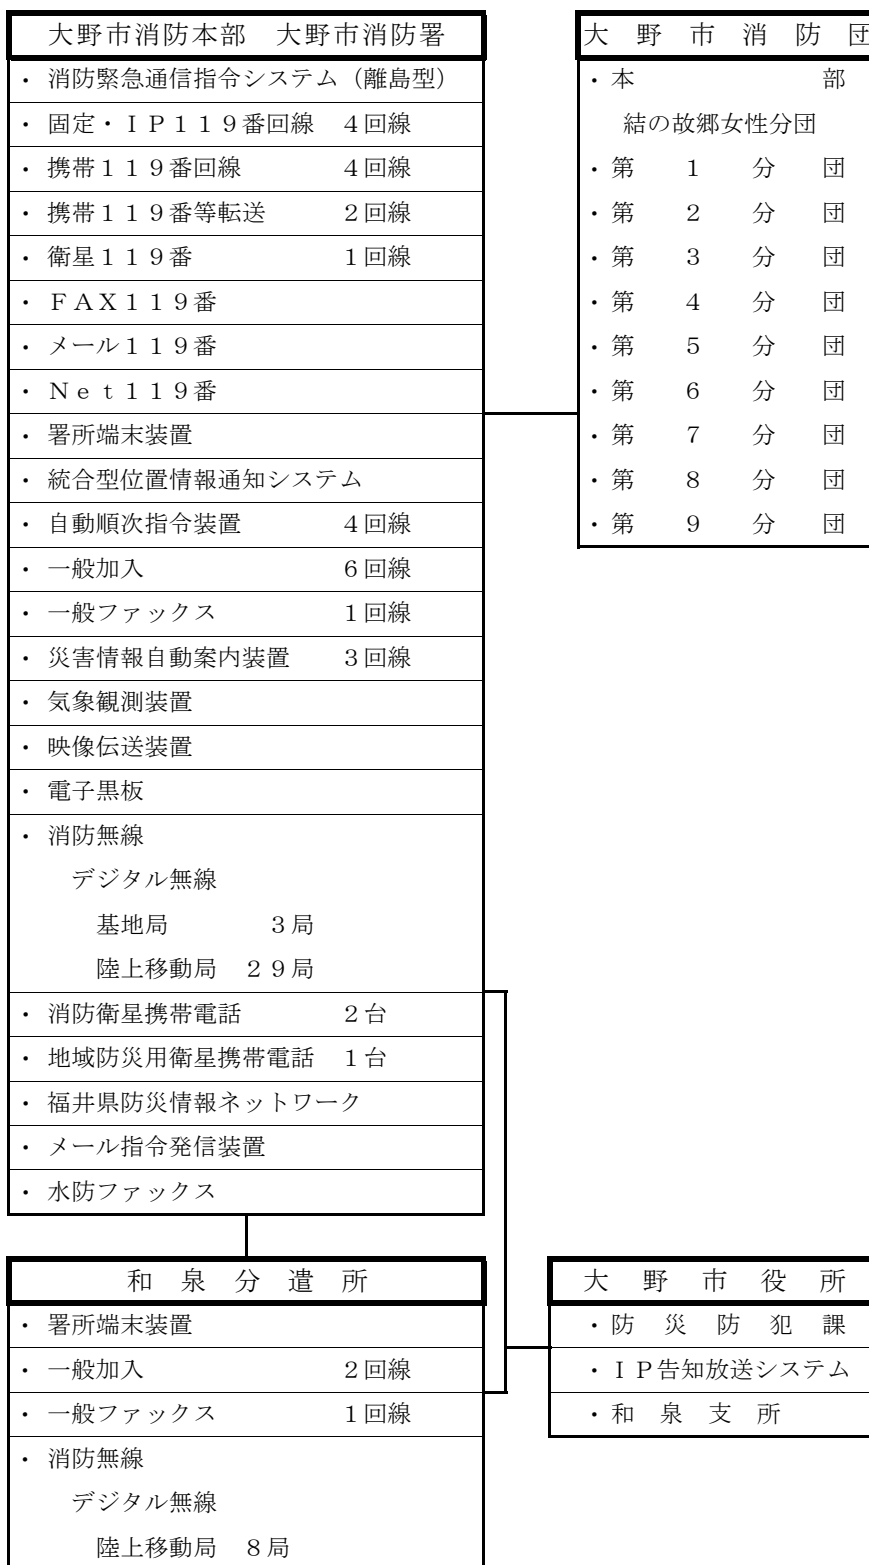 大野市消防本部　大野市消防署
・ 消防緊急通信指令システム（離島型）
・ 固定・ＩＰ１１９番回線　４回線
・ 携帯１１９番回線　４回線
・ 携帯１１９番等転送　２回線
・ 衛星１１９番　１回線
・ ＦＡＸ１１９番
・ メール１１９番
・ Ｎｅｔ１１９番
・ 署所端末装置
・ 統合型位置情報通知システム
・ 自動順次指令装置　４回線
・ 一般加入　６回線
・ 一般ファックス　１回線
・ 災害情報自動案内装置　３回線
・ 気象観測装置
・ 映像伝送装置
・ 電子黒板
・ 消防無線
デジタル無線
基地局　３局
陸上移動局　２９局
・ 消防衛星携帯電話　２台
・ 地域防災用衛星携帯電話　１台
・ 福井県防災情報ネットワーク
・ メール指令発信装置
・ 水防ファックス
大　野　市　消　防　団
・本　部
結の故郷女性分団
・第　１　分　団
・第　２　分　団
・第　３　分　団
・第　４　分　団
・第　５　分　団
・第　６　分　団
・第　７　分　団
・第　８　分　団
・第　９　分　団
和　泉　分　遣　所
・ 署所端末装置
・ 一般加入　２回線
・ 一般ファックス　１回線
・ 消防無線
デジタル無線
陸上移動局　８局
大　野　市　役　所
・防　災　防　犯　課
・ＩＰ告知放送システム
・和　泉　支　所